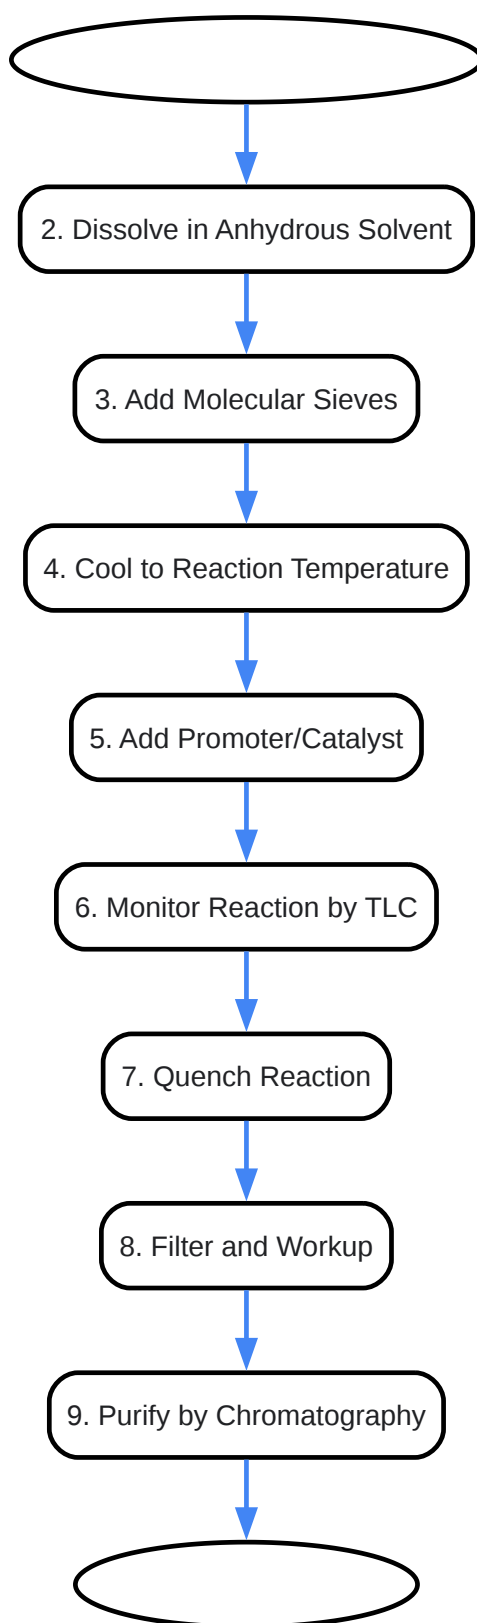 2. Dissolve in Anhydrous Solvent
3. Add Molecular Sieves
4. Cool to Reaction Temperature
5. Add Promoter/Catalyst
6. Monitor Reaction by TLC
7. Quench Reaction
8. Filter and Workup
9. Purify by Chromatography